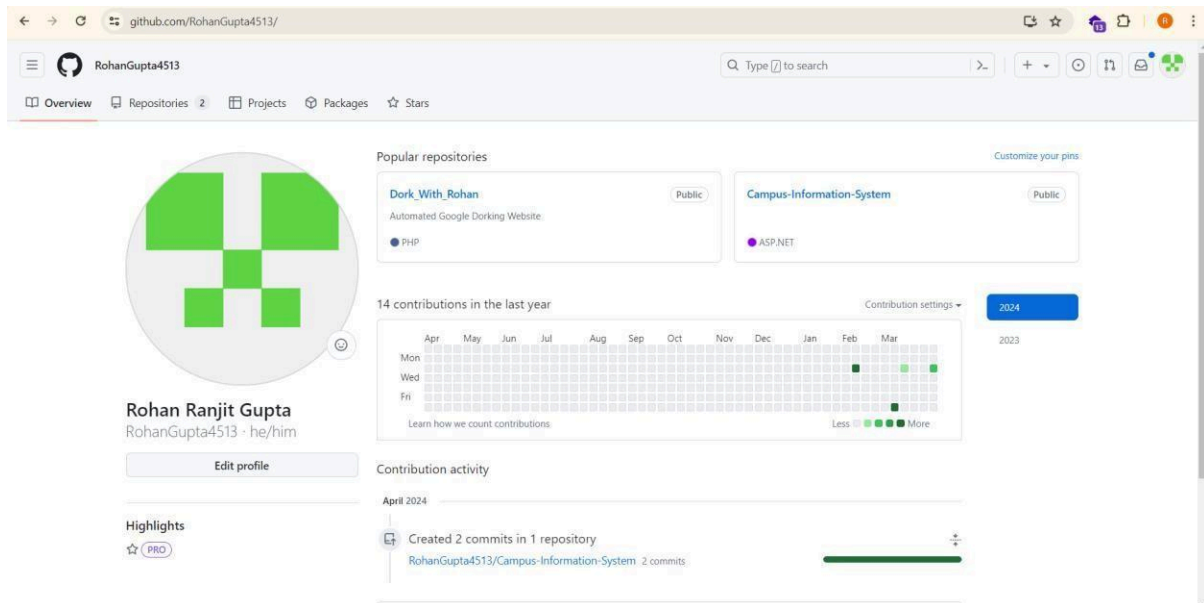 github.com/RohanGupta4513/
13
R
RohanGupta4513
Type / to search
Overview
Repositories 2
Projects
Packages
Stars
Popular repositories
Customize your pins
Dork_With_Rohan
Public
Automated Google Dorking Website
PHP
Campus-Information-System
Public
ASP.NET
14 contributions in the last year
Contribution settings
2024
2023
Apr May Jun Jul Aug Sep Oct Nov Dec Jan Feb Mar
Mon
Wed
Fri
Learn how we count contributions
Less More
Rohan Ranjit Gupta
RohanGupta4513 · he/him
Edit profile
Highlights
PRO
Contribution activity
April 2024
Created 2 commits in 1 repository
RohanGupta4513/Campus-Information-System 2 commits